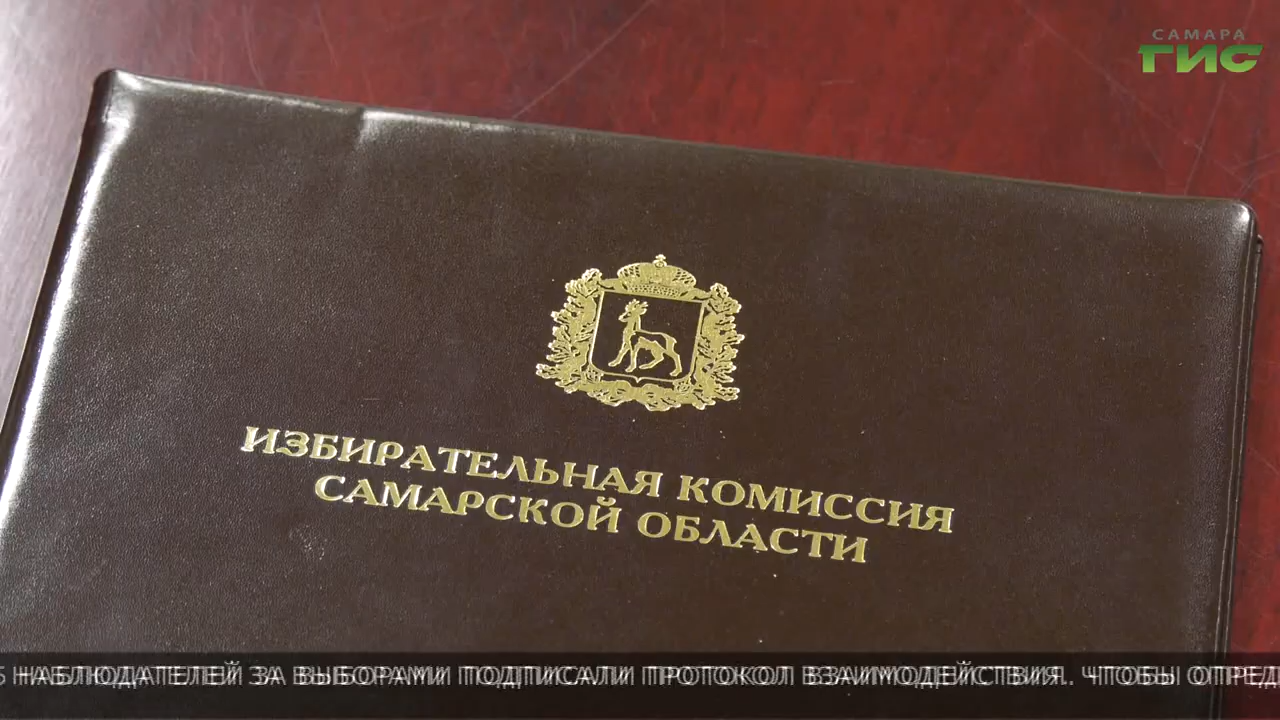 САМАРА
ГИС
ИЗБИРАТЕЛЬНАЯ КОМИССИЯ
САМАРСКОЙ ОБЛАСТИ
НАБЛЮДАТЕЛЕЙ ЗА ВЫБОРАМИ ПОДПИСАЛИ ПРОТОКОЛ ВЗАИМОДЕЙСТВИЯ. ЧТОБЫ